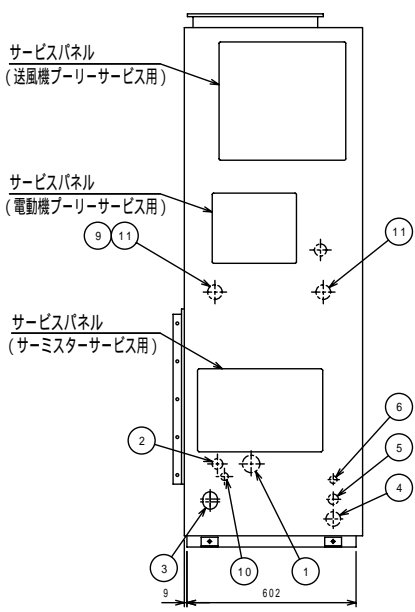 サービスパネル
(送風機プーリーサービス用)
サービスパネル
(電動機プーリーサービス用)
9 11
11
サービスパネル
(サーミスターサービス用)
6
2
5
4
3
10
1
9
602